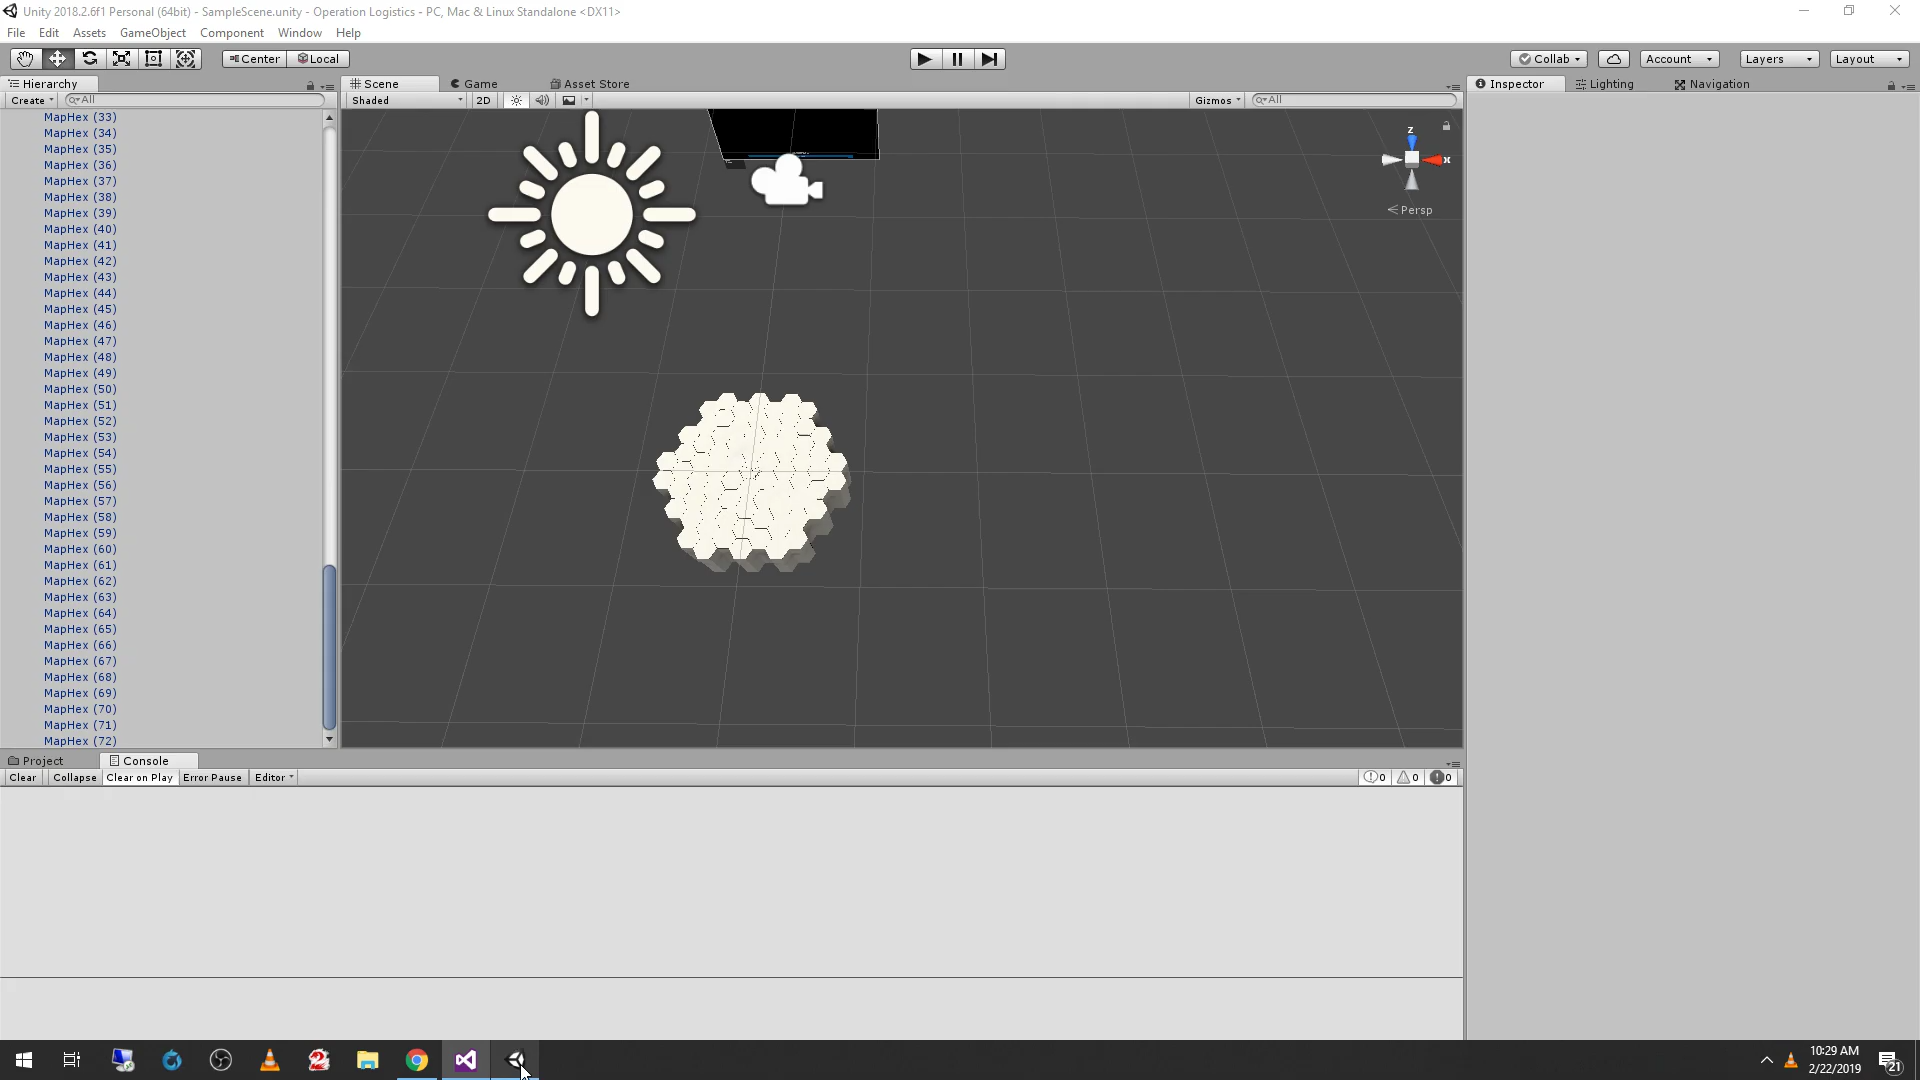 Unity 2018.2.6f1 Personal (64bit) - SampleScene.unity - Operation Logistics - PC, Mac & Linux Standalone <DX11>
File Edit Assets GameObject Component Window Help
Center Local Collab Account Layers Layout
Hierarchy Scene Game Asset Store Inspector Lighting Navigation
Create All Shaded 2D Gizmos All
MapHex (33)
MapHex (34)
MapHex (35)
MapHex (36)
MapHex (37)
MapHex (38)
MapHex (39)
MapHex (40)
MapHex (41)
MapHex (42)
MapHex (43)
MapHex (44)
MapHex (45)
MapHex (46)
MapHex (47)
MapHex (48)
MapHex (49)
MapHex (50)
MapHex (51)
MapHex (52)
MapHex (53)
MapHex (54)
MapHex (55)
MapHex (56)
MapHex (57)
MapHex (58)
MapHex (59)
MapHex (60)
MapHex (61)
MapHex (62)
MapHex (63)
MapHex (64)
MapHex (65)
MapHex (66)
MapHex (67)
MapHex (68)
MapHex (69)
MapHex (70)
MapHex (71)
MapHex (72)
z
x
Persp
Project Console
Clear Collapse Clear on Play Error Pause Editor 0 0 0
10:29 AM
2/22/2019
21